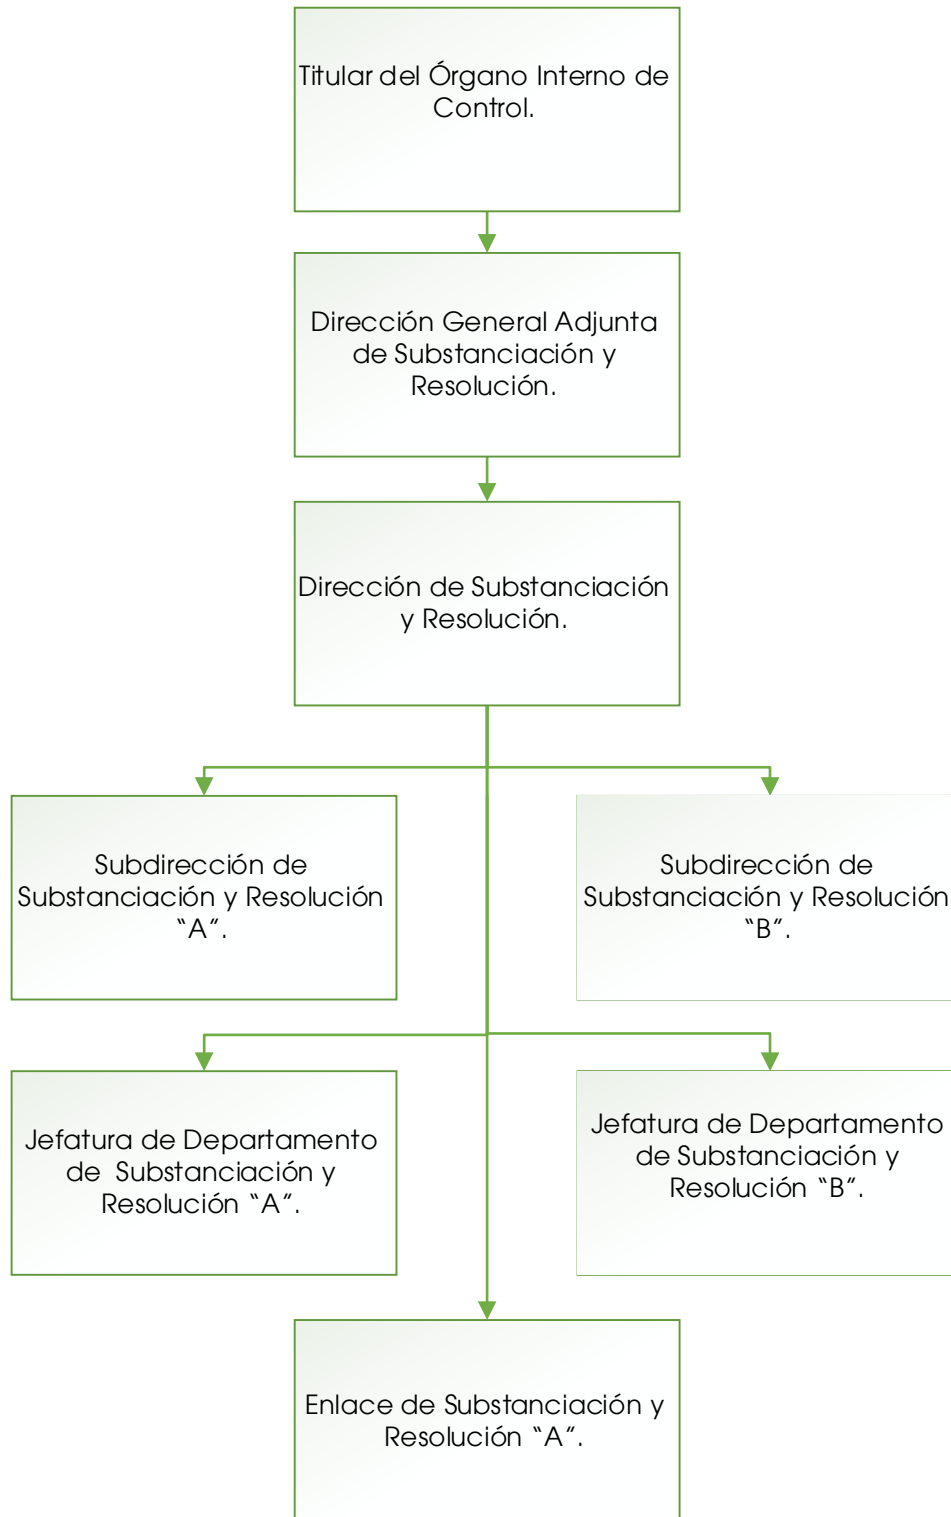 Titular del Órgano Interno de
Control.
Dirección General Adjunta
de Substanciación y
Resolución.
Dirección de Substanciación
y Resolución.
Subdirección de
Substanciación y Resolución
“A”.
Subdirección de
Substanciación y Resolución
“B”.
Jefatura de Departamento
de Substanciación y
Resolución “A”.
Jefatura de Departamento
de Substanciación y
Resolución “B”.
Enlace de Substanciación y
Resolución “A”.